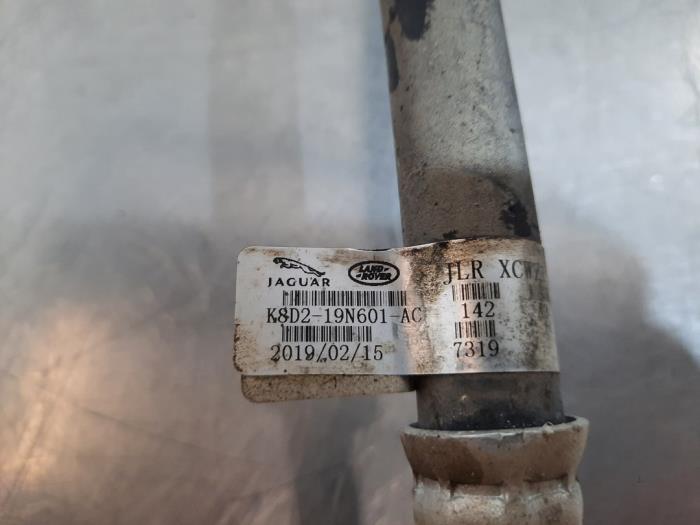 JAGUAR
LAND
ROVER
K8D2-19N601-AC
2019/02/15
JLR
142
7319